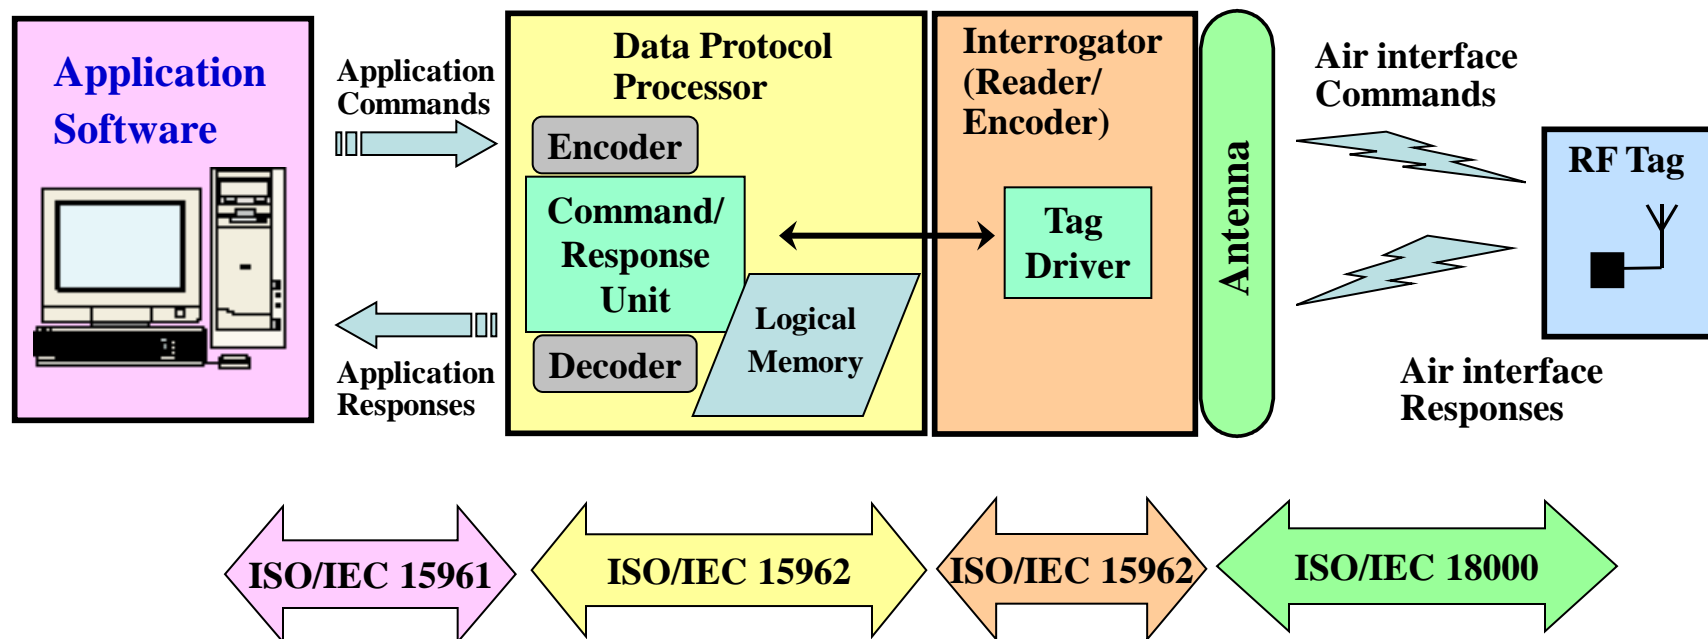 Application
Software
Application
Commands
Application
Responses
Data Protocol
Processor
Encoder
Command/
Response
Unit
Decoder
Logical
Memory
Interrogator
(Reader/
Encoder)
Tag
Driver
Antenna
Air interface
Commands
RF Tag
Air interface
Responses
ISO/IEC 15961
ISO/IEC 15962
ISO/IEC 15962
ISO/IEC 18000